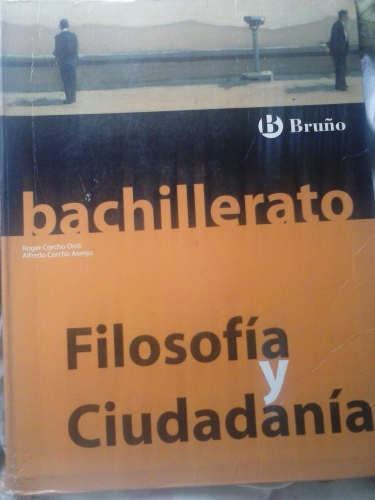 B Bruño
bachillerato
Roger Corcho Orrit
Alfredo Corcho Asenjo
Filosofía
y
Ciudadanía